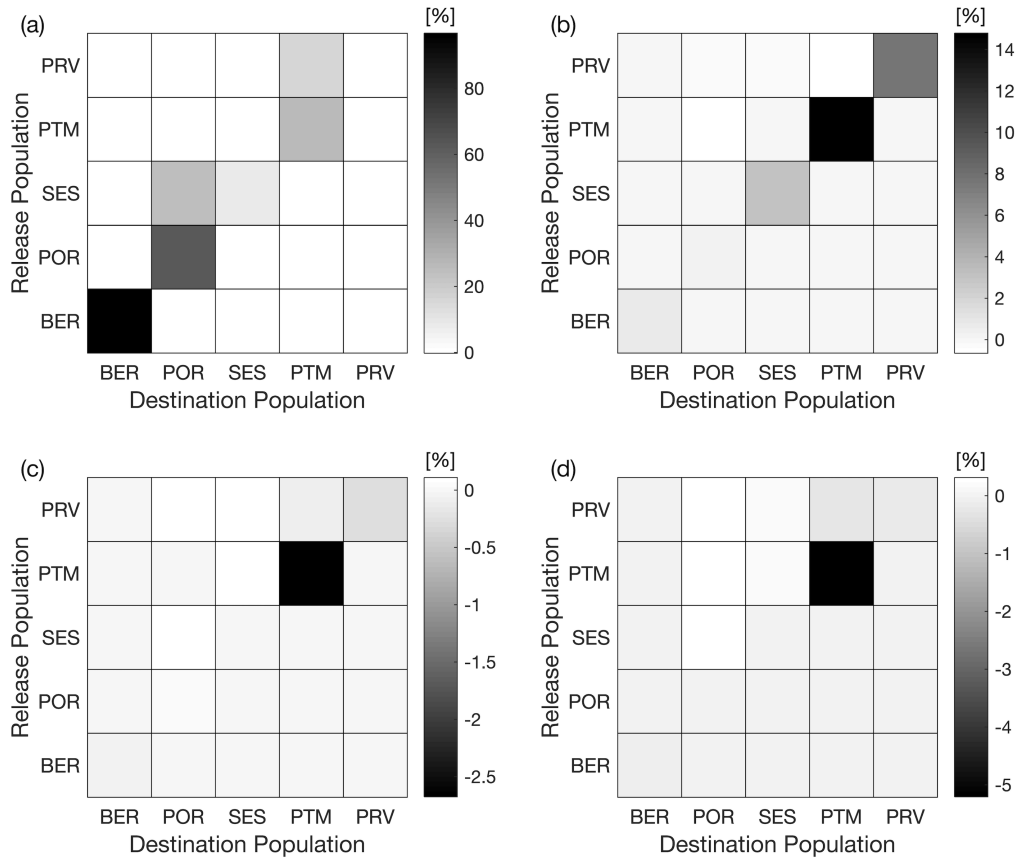 (a)
[%]
Release Population
PRV
PTM
SES
POR
BER
80
60
40
20
0
BER POR SES PTM PRV
Destination Population
(b)
[%]
Release Population
PRV
PTM
SES
POR
BER
14
12
10
8
6
4
2
0
BER POR SES PTM PRV
Destination Population
(c)
[%]
Release Population
PRV
PTM
SES
POR
BER
0
-0.5
-1
-1.5
-2
-2.5
BER POR SES PTM PRV
Destination Population
(d)
[%]
Release Population
PRV
PTM
SES
POR
BER
0
-1
-2
-3
-4
-5
BER POR SES PTM PRV
Destination Population